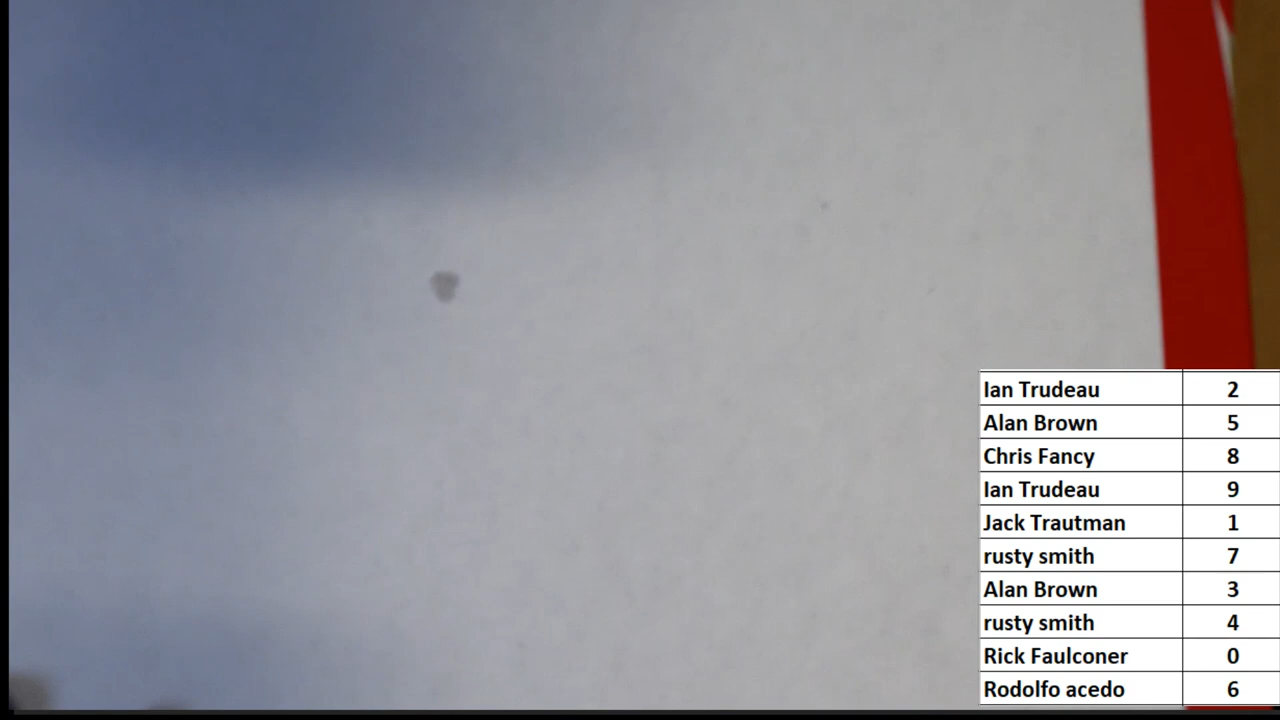 Ian Trudeau 2
Alan Brown 5
Chris Fancy 8
Ian Trudeau 9
Jack Trautman 1
rusty smith 7
Alan Brown 3
rusty smith 4
Rick Faulconer 0
Rodolfo acedo 6